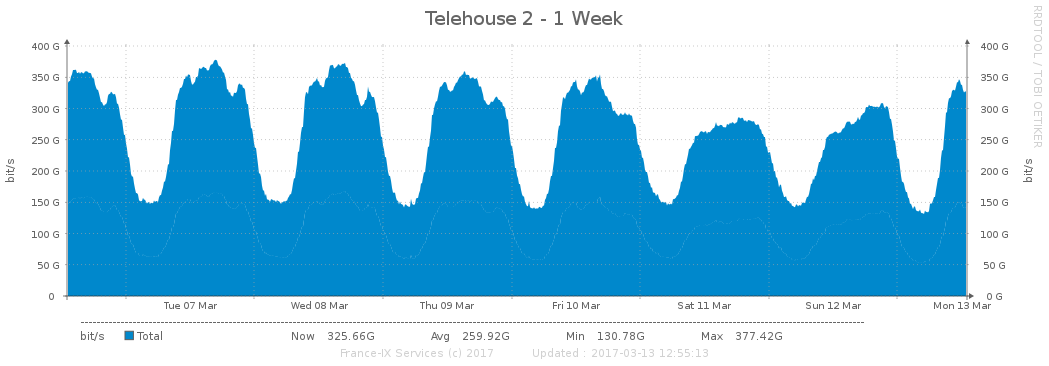 Telehouse 2 - 1 Week
RRDTOOL / TOBI OETIKER
400 G 400 G
350 G 350 G
300 G 300 G
250 G 250 G
200 G 200 G
150 G 150 G
100 G 100 G
50 G 50 G
0 0 G
bit/s bit/s
Tue 07 Mar Wed 08 Mar Thu 09 Mar Fri 10 Mar Sat 11 Mar Sun 12 Mar Mon 13 Mar
bit/s Total Now 325.66G Avg 259.92G Min 130.78G Max 377.42G
France-IX Services (c) 2017 Updated : 2017-03-13 12:55:13